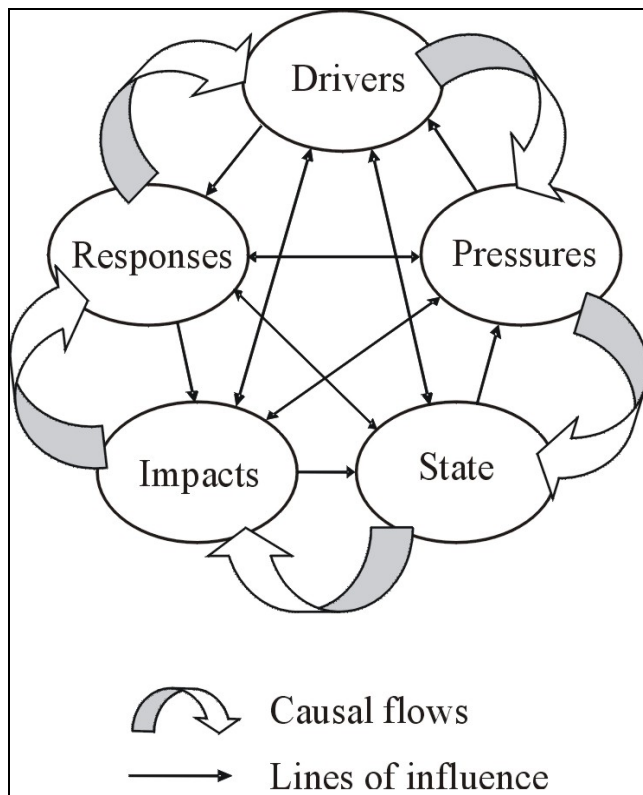 Drivers
Responses
Pressures
Impacts
State
Causal flows
Lines of influence